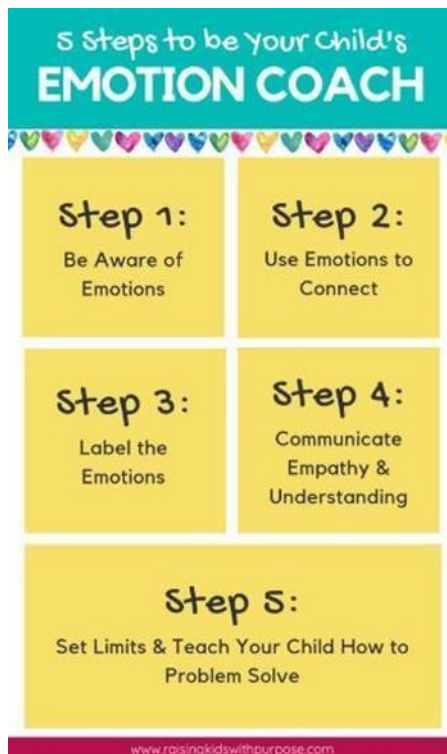 5 Steps to be Your Child's
EMOTION COACH
Step 1:
Be Aware of
Emotions
Step 2:
Use Emotions to
Connect
Step 3:
Label the
Emotions
Step 4:
Communicate
Empathy &
Understanding
Step 5:
Set Limits & Teach Your Child How to
Problem Solve
www.raisingkidswithpurpose.com